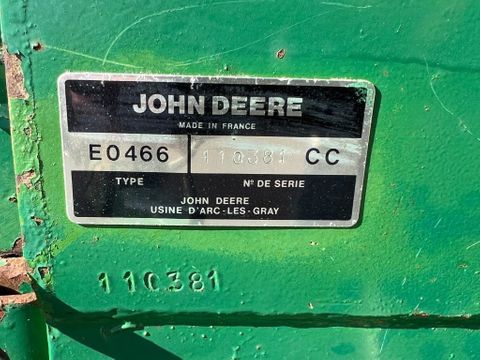 JOHN DEERE
MADE IN FRANCE
E0466 110381 CC
TYPE Nº DE SERIE
JOHN DEERE
USINE D'ARC-LES-GRAY
110381